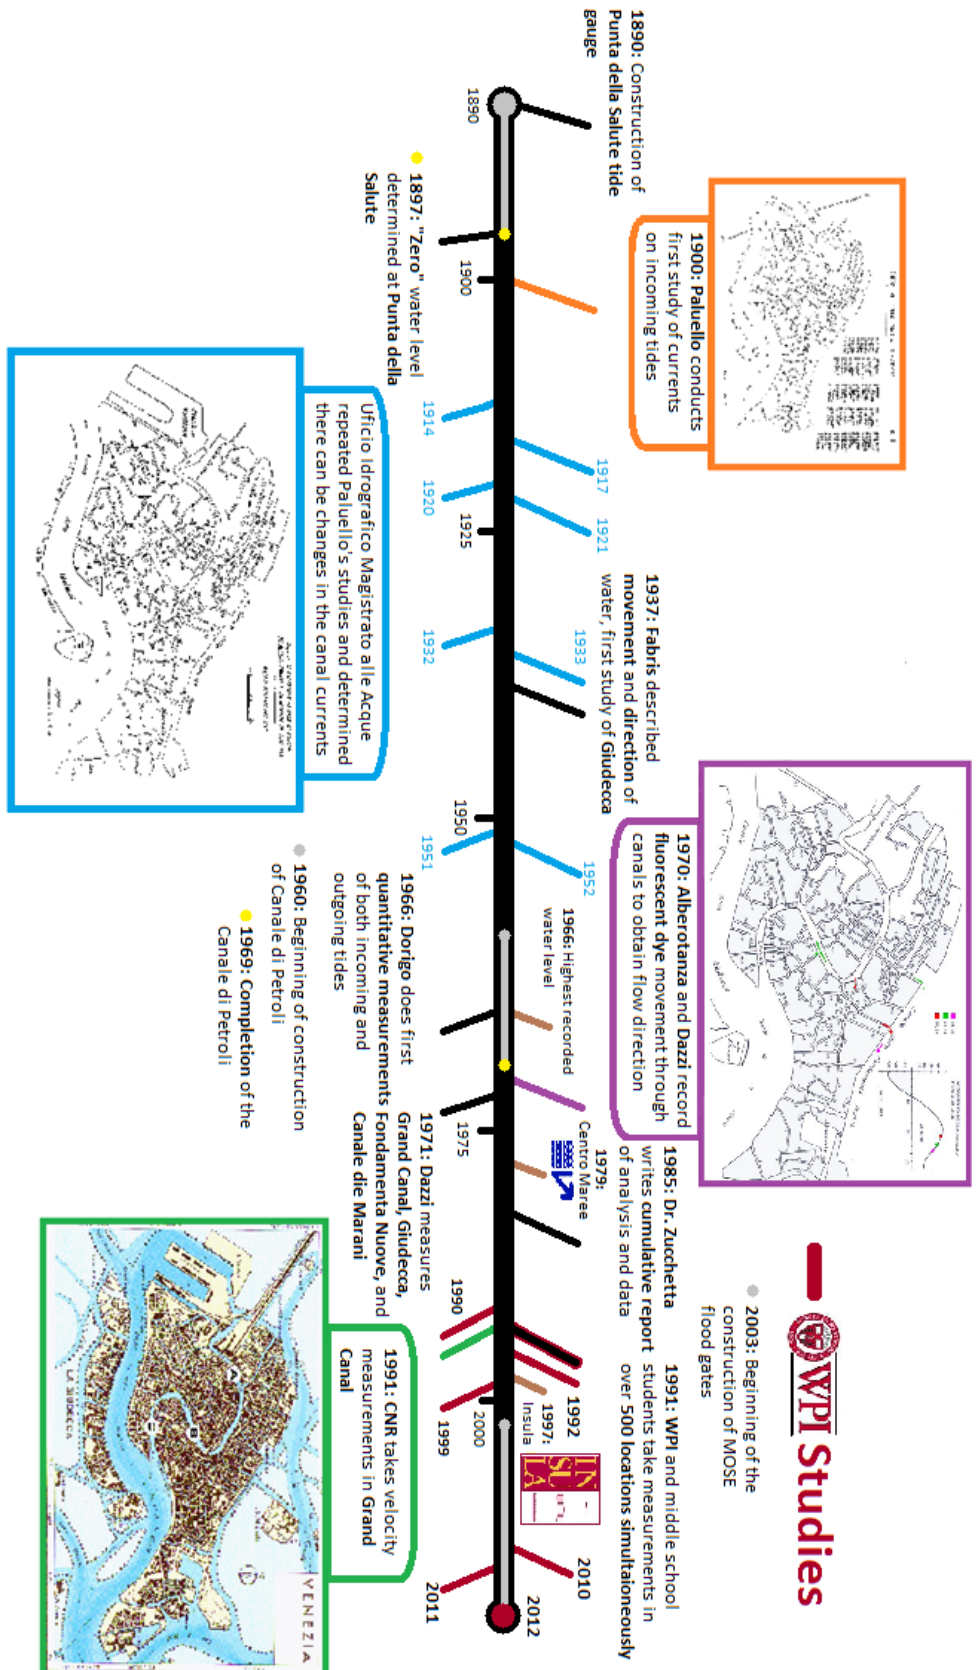 1890: Construction of
Punta della Salute tide
gauge
1900: Paluello conducts
first study of currents
on incoming tides
1917
1921
1937: Fabris described
movement and direction of
water, first study of Giudecca
1933
1952
1970: Alberotanza and Dazzi record
fluorescent dye movement through
canals to obtain flow direction
1966: Highest recorded
water level
1979:
Centro Maree
1985: Dr. Zucchetta
writes cumulative report
of analysis and data
WPI Studies
2003: Beginning of the
construction of MOSE
flood gates
1991: WPI and middle school
students take measurements in
over 500 locations simultaioneously
1992
1997:
Insula
IN
SU
LA
2010
2012
1890
1900
1925
1950
1975
2000
1897: "Zero" water level
determined at Punta della
Salute
1914
1920
1932
1951
Uficio Idrografico Magistrato alle Acque
repeated Paluello's studies and determined
there can be changes in the canal currents
1966: Dorigo does first
quantitative measurements
of both incoming and
outgoing tides
1960: Beginning of construction
of Canale di Petroli
1969: Completion of the
Canale di Petroli
1971: Dazzi measures
Grand Canal, Giudecca,
Fondamenta Nuove, and
Canale die Marani
1990
1999
2011
1991: CNR takes velocity
measurements in Grand
Canal
VENEZIA
LA GIUDECCA
A
B